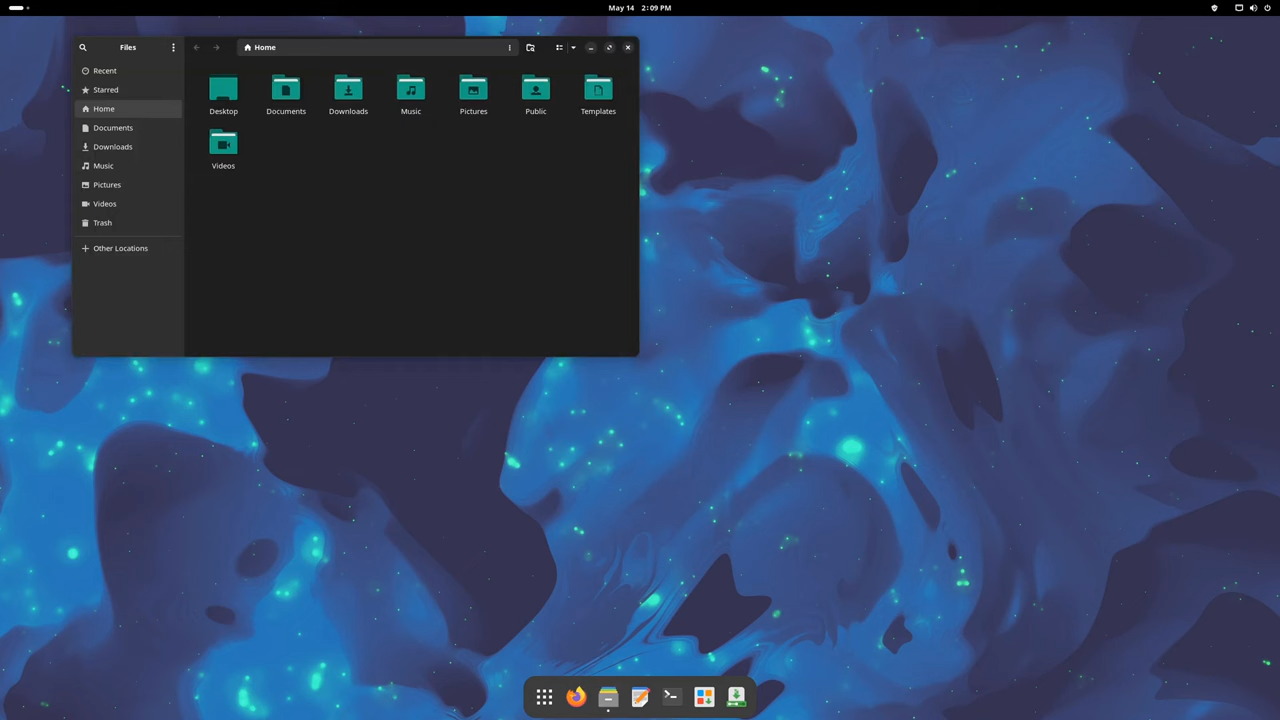 May 14 2:09 PM
Files
Home
Recent
Starred
Home
Documents
Downloads
Music
Pictures
Videos
Trash
Other Locations
Desktop Documents Downloads Music Pictures Public Templates
Videos